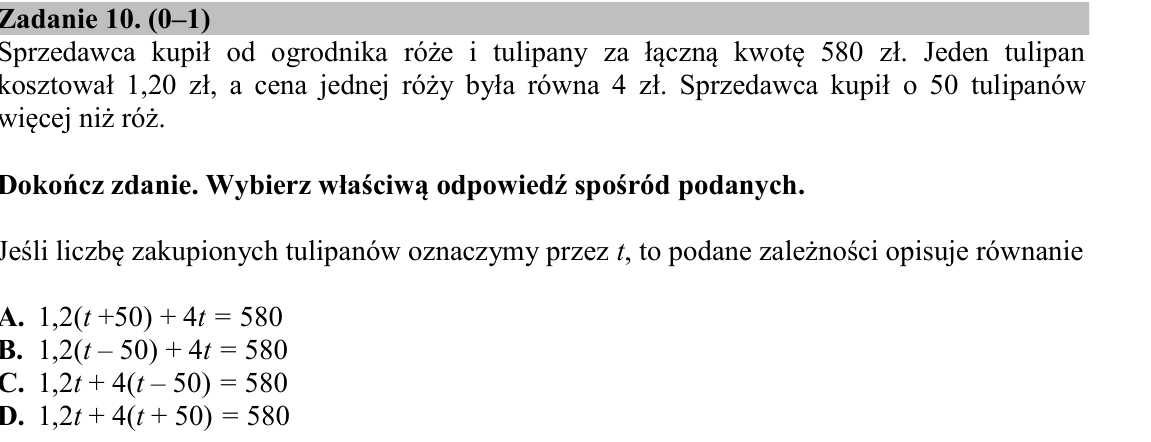 Zadanie 10. (0–1)
Sprzedawca kupił od ogrodnika róże i tulipany za łączną kwotę 580 zł. Jeden tulipan
kosztował 1,20 zł, a cena jednej róży była równa 4 zł. Sprzedawca kupił o 50 tulipanów
więcej niż róż.
Dokończ zdanie. Wybierz właściwą odpowiedź spośród podanych.
Jeśli liczbę zakupionych tulipanów oznaczymy przez t, to podane zależności opisuje równanie
A. 1,2(t +50) + 4t = 580
B. 1,2(t – 50) + 4t = 580
C. 1,2t + 4(t – 50) = 580
D. 1,2t + 4(t + 50) = 580